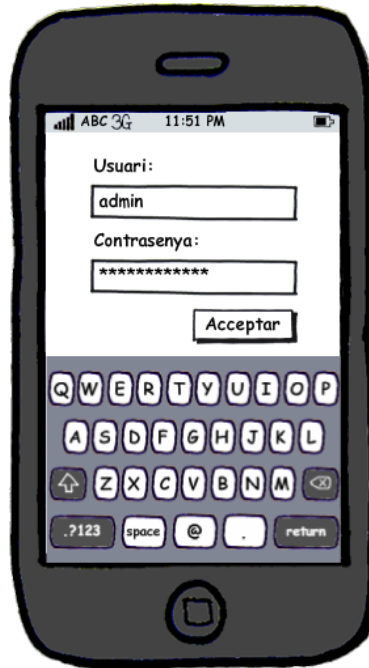 ABC 3G 11:51 PM
Usuari:
admin
Contrasenya:
************
Acceptar
Q W E R T Y U I O P
A S D F G H J K L
Z X C V B N M
.?123 space @ . return